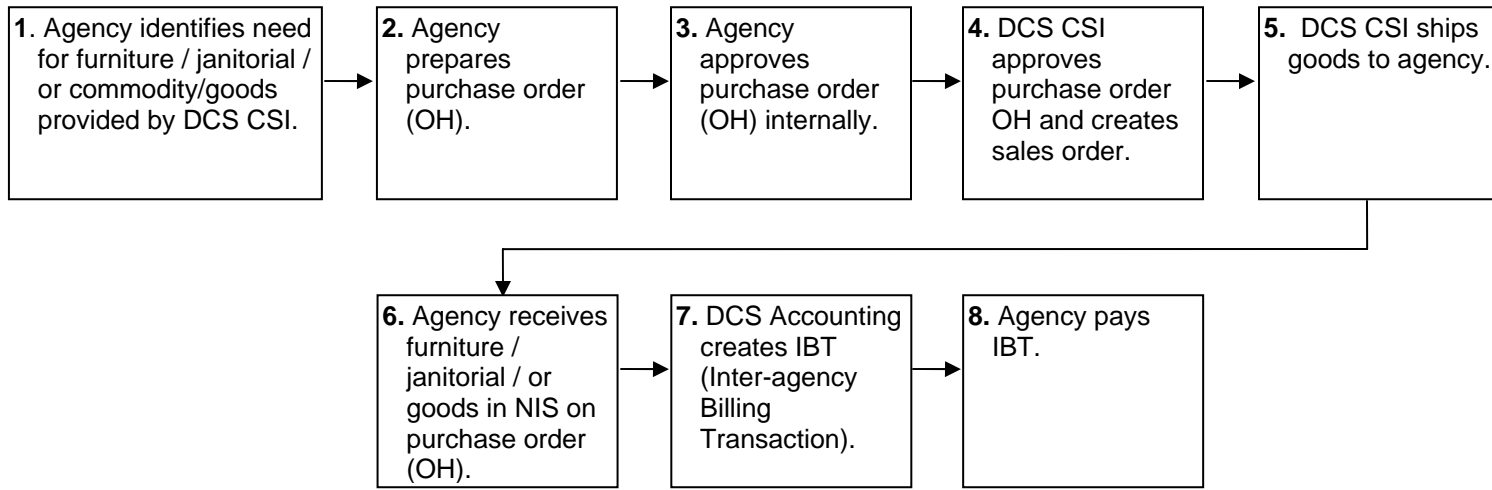 1. Agency identifies need
for furniture / janitorial /
or commodity/goods
provided by DCS CSI.
2. Agency
prepares
purchase order
(OH).
3. Agency
approves
purchase order
(OH) internally.
4. DCS CSI
approves
purchase order
OH and creates
sales order.
5. DCS CSI ships
goods to agency.
6. Agency receives
furniture /
janitorial / or
goods in NIS on
purchase order
(OH).
7. DCS Accounting
creates IBT
(Inter-agency
Billing
Transaction).
8. Agency pays
IBT.